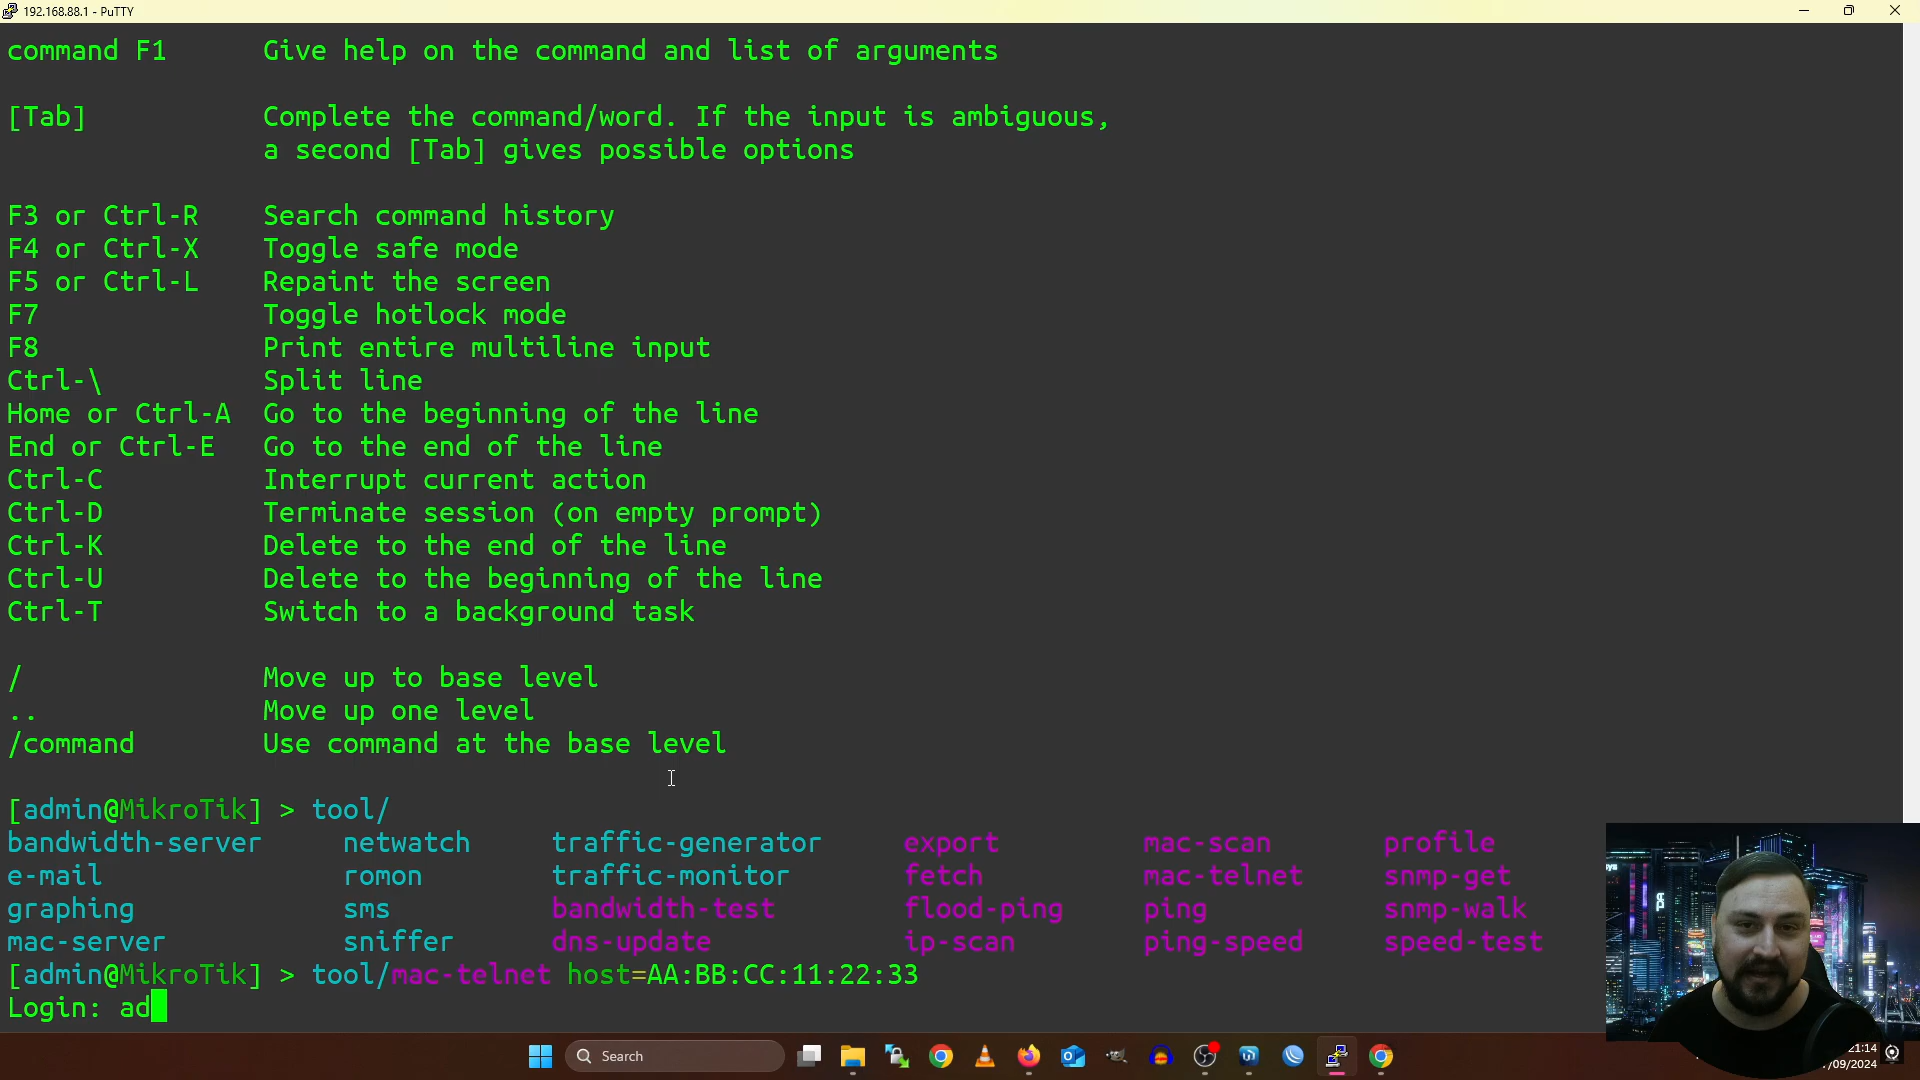 192.168.88.1 - PuTTY
command F1 Give help on the command and list of arguments
[Tab] Complete the command/word. If the input is ambiguous,
a second [Tab] gives possible options
F3 or Ctrl-R Search command history
F4 or Ctrl-X Toggle safe mode
F5 or Ctrl-L Repaint the screen
F7 Toggle hotlock mode
F8 Print entire multiline input
Ctrl-\ Split line
Home or Ctrl-A Go to the beginning of the line
End or Ctrl-E Go to the end of the line
Ctrl-C Interrupt current action
Ctrl-D Terminate session (on empty prompt)
Ctrl-K Delete to the end of the line
Ctrl-U Delete to the beginning of the line
Ctrl-T Switch to a background task
/ Move up to base level
.. Move up one level
/command Use command at the base level
[admin@MikroTik] > tool/
bandwidth-server netwatch traffic-generator export mac-scan profile
e-mail romon traffic-monitor fetch mac-telnet snmp-get
graphing sms bandwidth-test flood-ping ping snmp-walk
mac-server sniffer dns-update ip-scan ping-speed speed-test
[admin@MikroTik] > tool/mac-telnet host=AA:BB:CC:11:22:33
Login: ad
Search
21:14
/09/2024